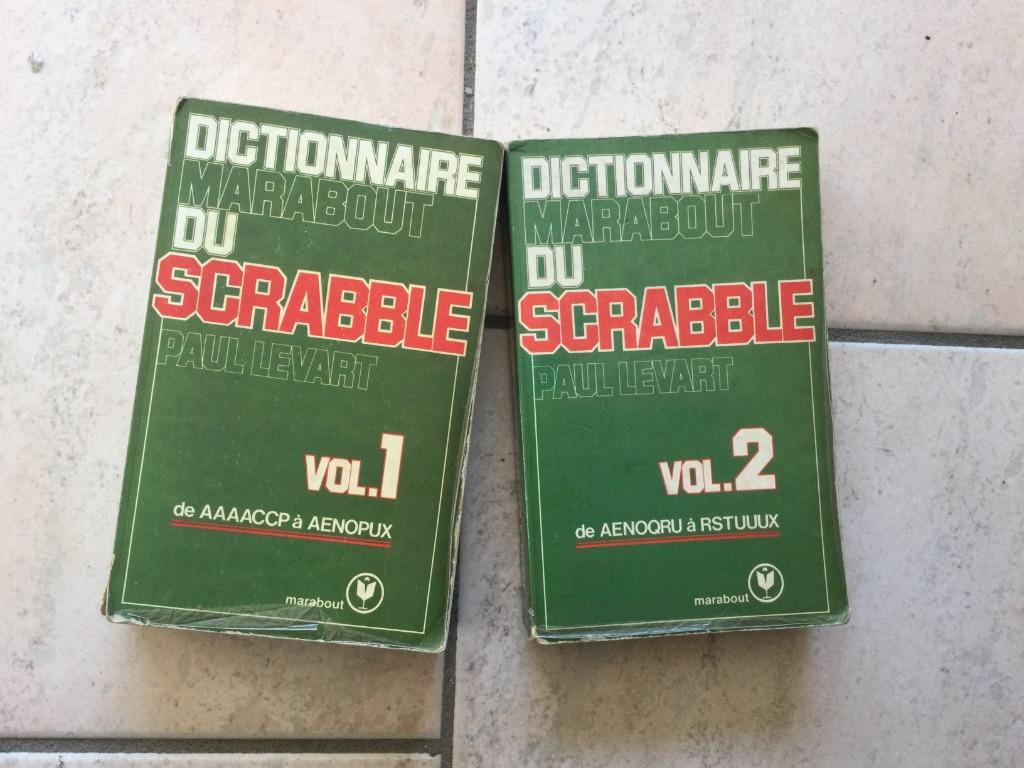 DICTIONNAIRE
MARABOUT
DU
SCRABBLE
PAUL LEVART
VOL.1
de AAAACCP à AENOPUX
marabout
DICTIONNAIRE
MARABOUT
DU
SCRABBLE
PAUL LEVART
VOL.2
de AENOQRU à RSTUUUX
marabout